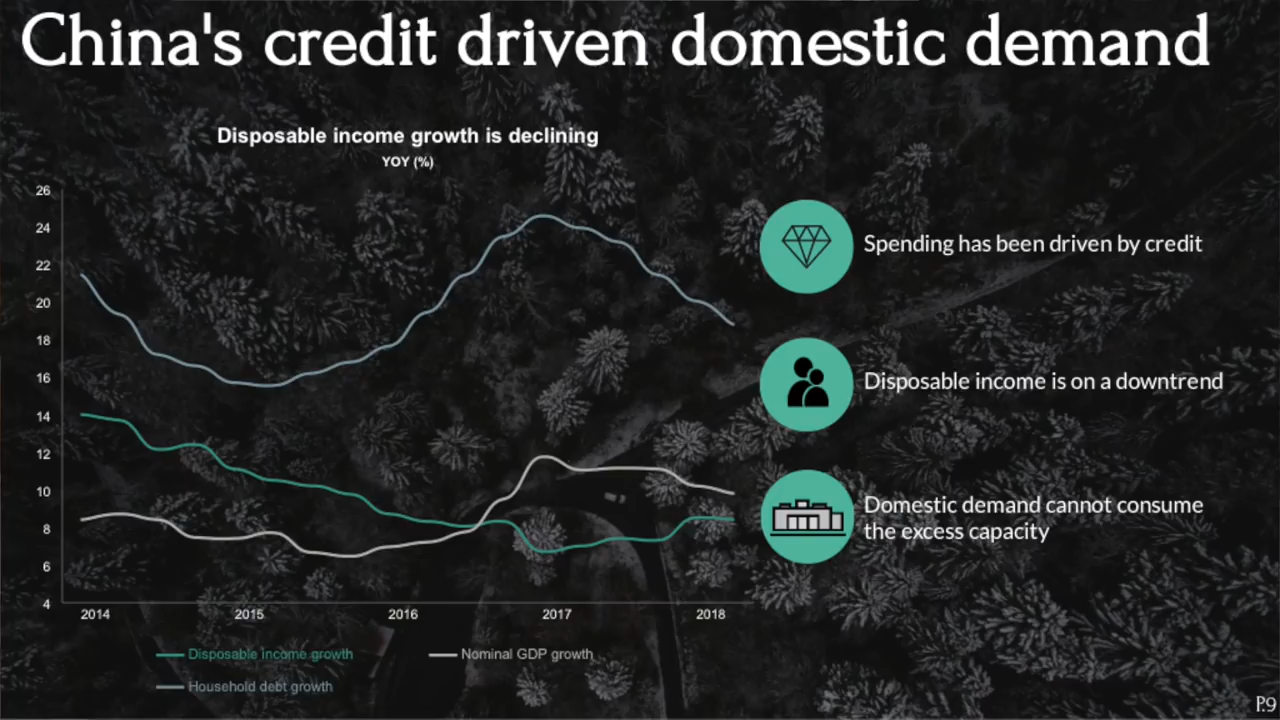 China's credit driven domestic demand
Disposable income growth is declining
YOY (%)
26
24
22
20
18
16
14
12
10
8
6
4
2014 2015 2016 2017 2018
Disposable income growth Nominal GDP growth
Household debt growth
Spending has been driven by credit
Disposable income is on a downtrend
Domestic demand cannot consume
the excess capacity
P.9